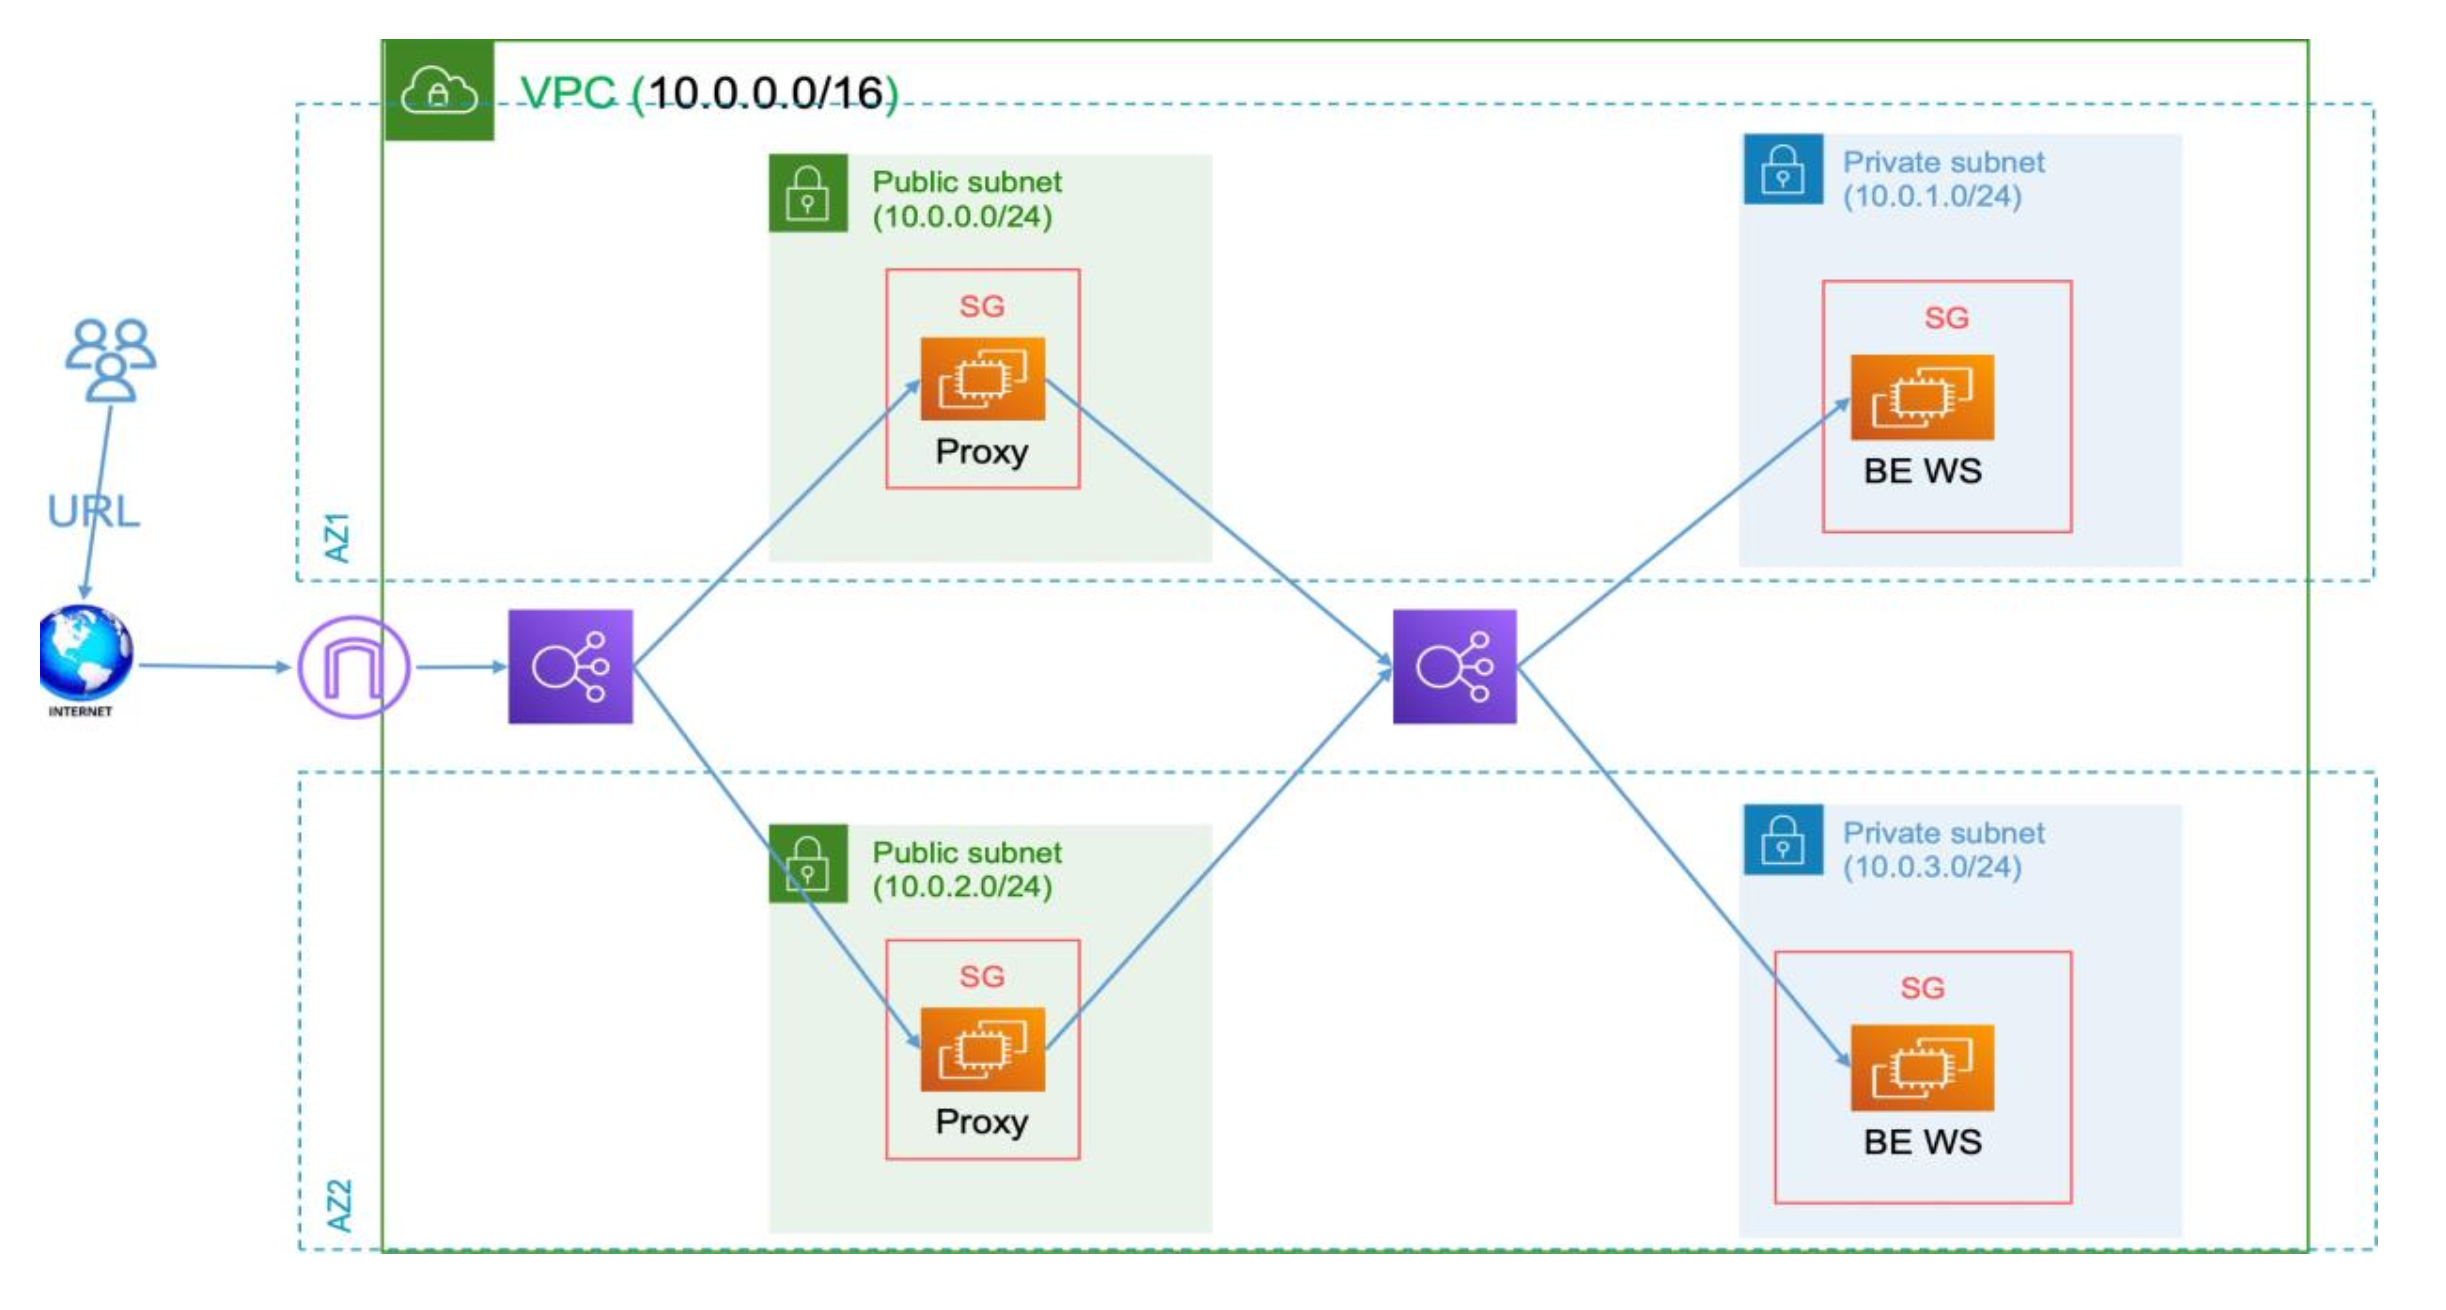 VPC (10.0.0.0/16)
Public subnet
(10.0.0.0/24)
SG
Proxy
Private subnet
(10.0.1.0/24)
SG
BE WS
AZ1
URL
INTERNET
Public subnet
(10.0.2.0/24)
SG
Proxy
Private subnet
(10.0.3.0/24)
SG
BE WS
AZ2